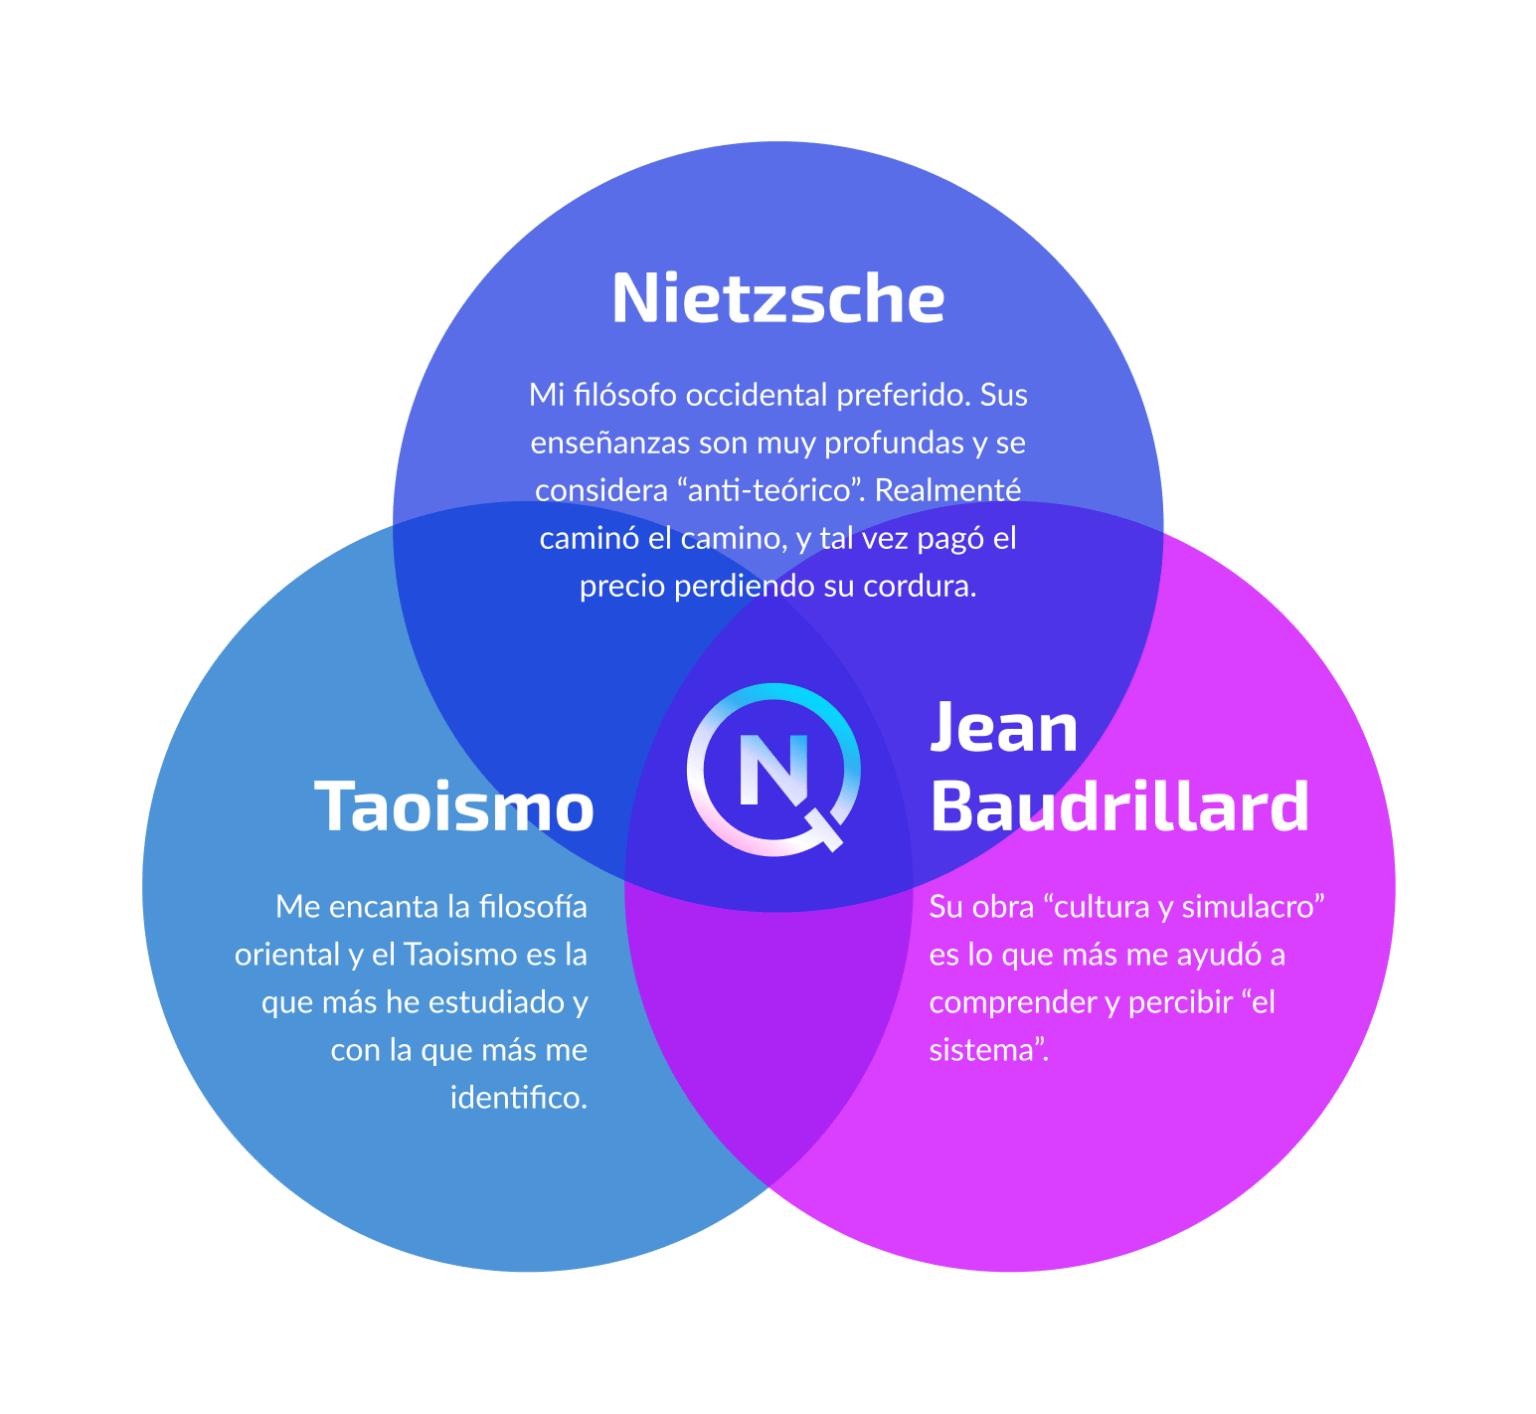 Nietzsche
Mi filósofo occidental preferido. Sus
enseñanzas son muy profundas y se
considera “anti-teórico”. Realmenté
caminó el camino, y tal vez pagó el
precio perdiendo su cordura.
NQ
Taoismo
Me encanta la filosofía
oriental y el Taoismo es la
que más he estudiado y
con la que más me
identifico.
Jean
Baudrillard
Su obra “cultura y simulacro”
es lo que más me ayudó a
comprender y percibir “el
sistema”.